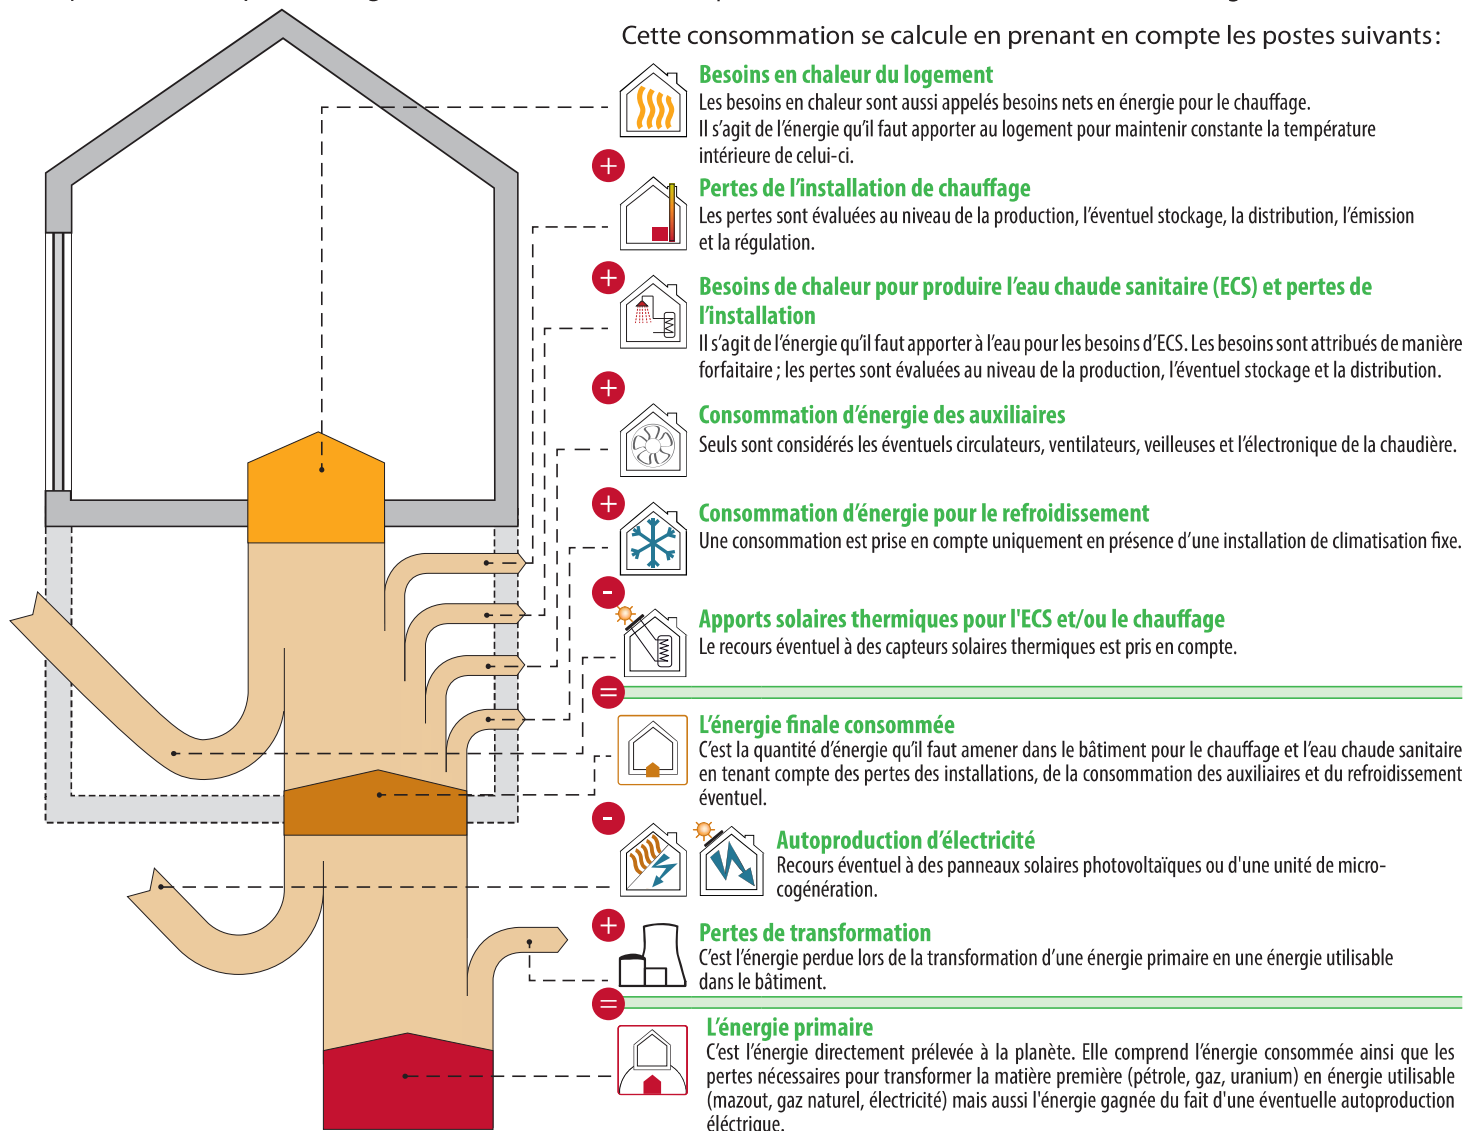 Cette consommation se calcule en prenant en compte les postes suivants :
Besoins en chaleur du logement
Les besoins en chaleur sont aussi appelés besoins nets en énergie pour le chauffage.
Il s'agit de l'énergie qu'il faut apporter au logement pour maintenir constante la température
intérieure de celui-ci.
+
Pertes de l'installation de chauffage
Les pertes sont évaluées au niveau de la production, l'éventuel stockage, la distribution, l'émission
et la régulation.
+
Besoins de chaleur pour produire l'eau chaude sanitaire (ECS) et pertes de
l'installation
Il s'agit de l'énergie qu'il faut apporter à l'eau pour les besoins d'ECS. Les besoins sont attribués de manière
forfaitaire ; les pertes sont évaluées au niveau de la production, l'éventuel stockage et la distribution.
+
Consommation d'énergie des auxiliaires
Seuls sont considérés les éventuels circulateurs, ventilateurs, veilleuses et l'électronique de la chaudière.
+
Consommation d'énergie pour le refroidissement
Une consommation est prise en compte uniquement en présence d'une installation de climatisation fixe.
-
Apports solaires thermiques pour l'ECS et/ou le chauffage
Le recours éventuel à des capteurs solaires thermiques est pris en compte.
=
L'énergie finale consommée
C'est la quantité d'énergie qu'il faut amener dans le bâtiment pour le chauffage et l'eau chaude sanitaire
en tenant compte des pertes des installations, de la consommation des auxiliaires et du refroidissement
éventuel.
-
Autoproduction d'électricité
Recours éventuel à des panneaux solaires photovoltaïques ou d'une unité de micro-
cogénération.
+
Pertes de transformation
C'est l'énergie perdue lors de la transformation d'une énergie primaire en une énergie utilisable
dans le bâtiment.
=
L'énergie primaire
C'est l'énergie directement prélevée à la planète. Elle comprend l'énergie consommée ainsi que les
pertes nécessaires pour transformer la matière première (pétrole, gaz, uranium) en énergie utilisable
(mazout, gaz naturel, électricité) mais aussi l'énergie gagnée du fait d'une éventuelle autoproduction
éléctrique.